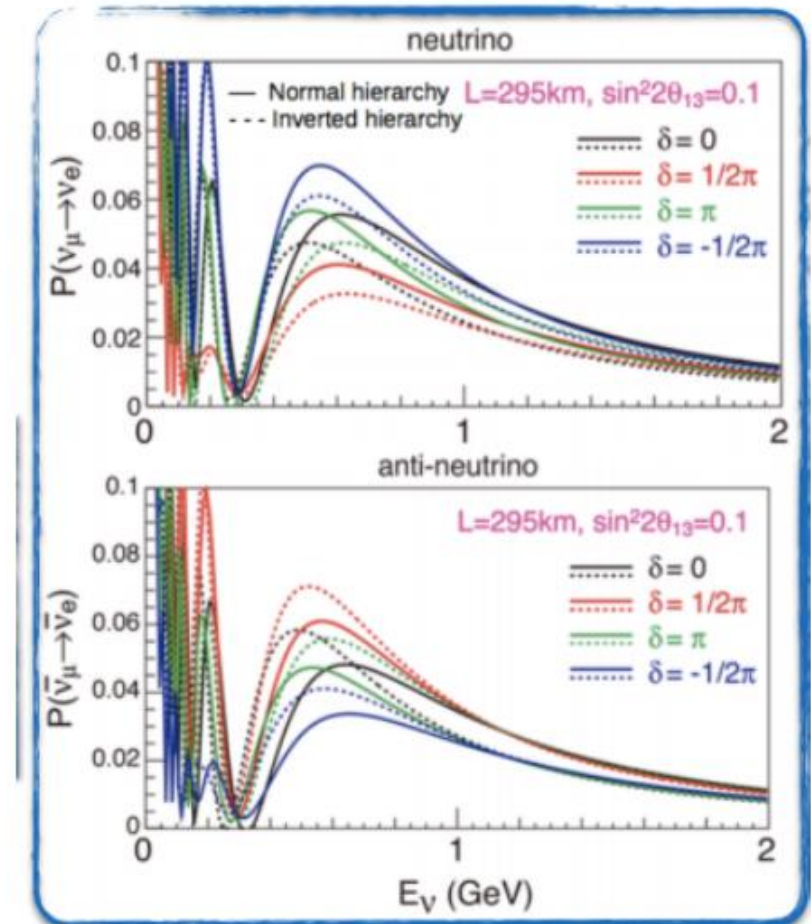 neutrino
0.1
— Normal hierarchy L=295km, sin²2θ₁₃=0.1
--- Inverted hierarchy
0.08
δ = 0
δ = 1/2π
0.06
δ = π
δ = -1/2π
0.04
0.02
0
P(νμ→νe)
0 1 2
anti-neutrino
0.1
L=295km, sin²2θ₁₃=0.1
0.08
δ = 0
δ = 1/2π
0.06
δ = π
δ = -1/2π
0.04
0.02
0
P(ν̄μ→ν̄e)
0 1 2
Eν (GeV)